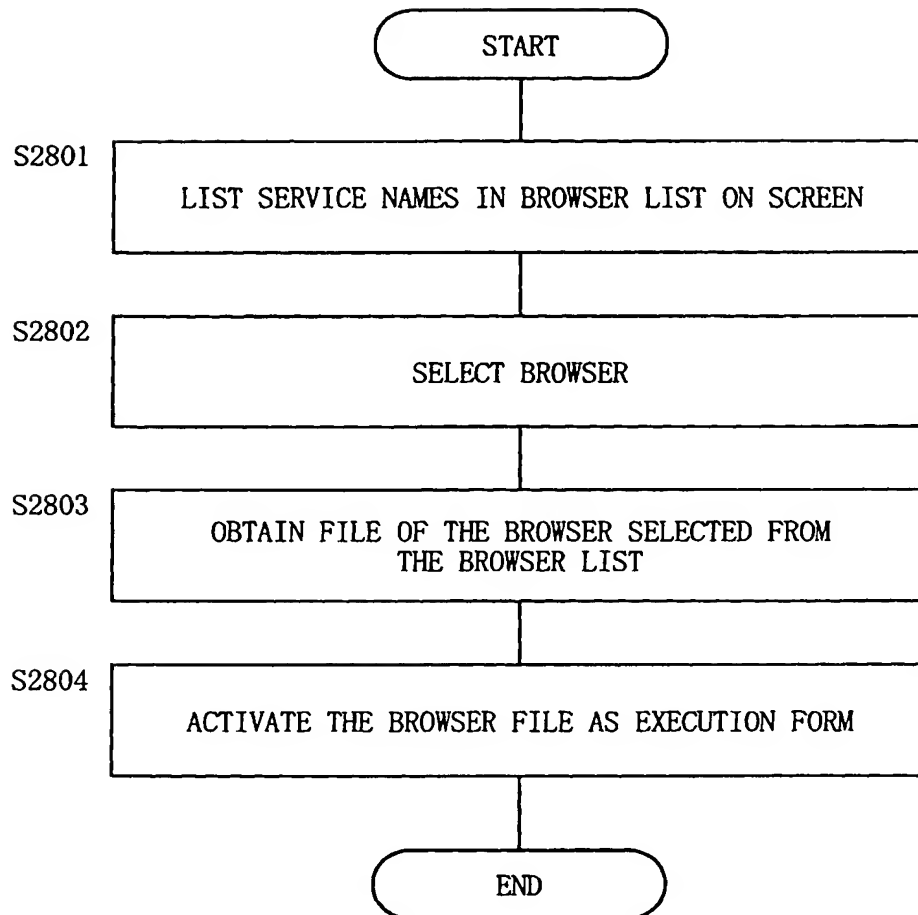 START
S2801
LIST SERVICE NAMES IN BROWSER LIST ON SCREEN
S2802
SELECT BROWSER
S2803
OBTAIN FILE OF THE BROWSER SELECTED FROM
THE BROWSER LIST
S2804
ACTIVATE THE BROWSER FILE AS EXECUTION FORM
END